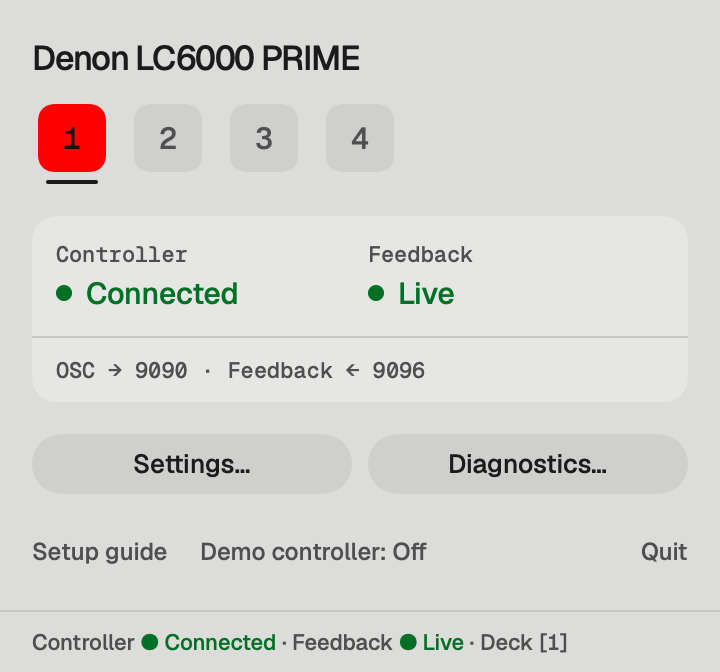 Denon LC6000 PRIME
1 2 3 4
Controller Feedback
Connected Live
OSC → 9090 · Feedback ← 9096
Settings… Diagnostics…
Setup guide Demo controller: Off Quit
Controller ● Connected · Feedback ● Live · Deck [1]